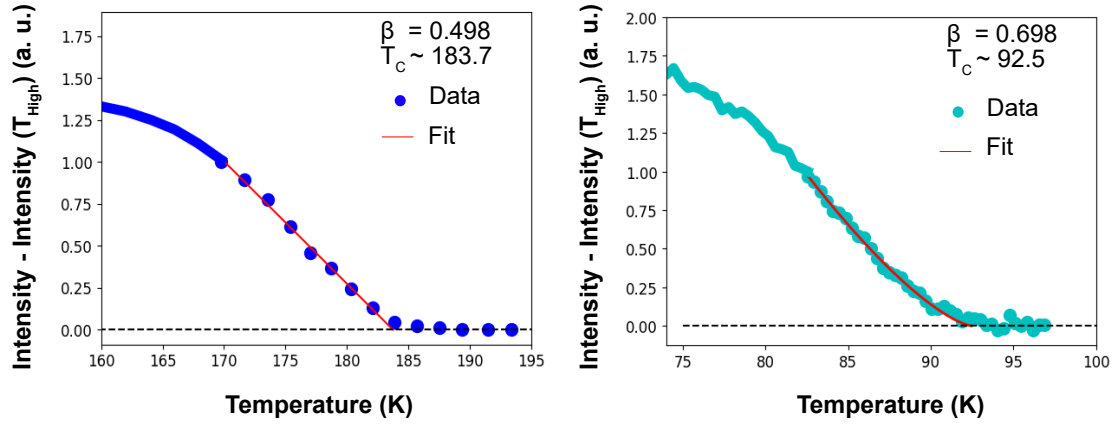 Intensity - Intensity (T_High) (a. u.)
1.75
1.50
1.25
1.00
0.75
0.50
0.25
0.00
β = 0.498
T_C ~ 183.7
Data
Fit
160 165 170 175 180 185 190 195
Temperature (K)
Intensity - Intensity (T_High) (a. u.)
2.00
1.75
1.50
1.25
1.00
0.75
0.50
0.25
0.00
β = 0.698
T_C ~ 92.5
Data
Fit
75 80 85 90 95 100
Temperature (K)